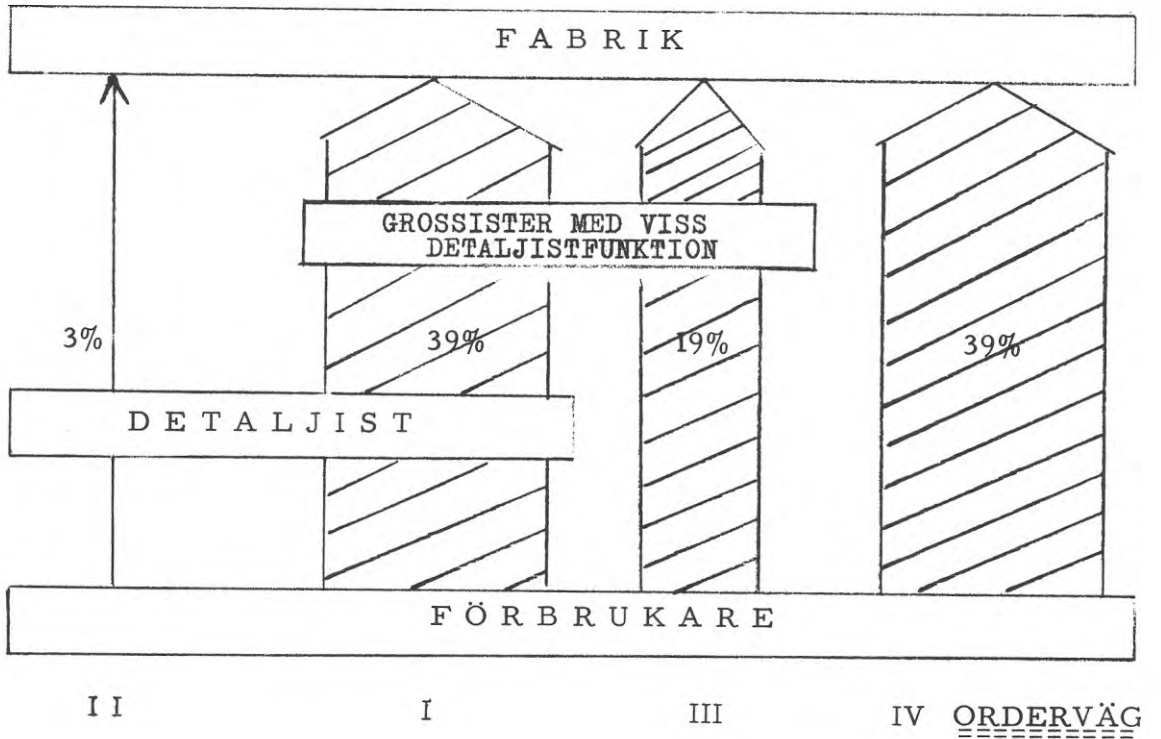 FABRIK
GROSSISTER MED VISS
DETALJISTFUNKTION
3%
39%
19%
39%
DETALJIST
FÖRBRUKARE
II
I
III
IV ORDERVÄG